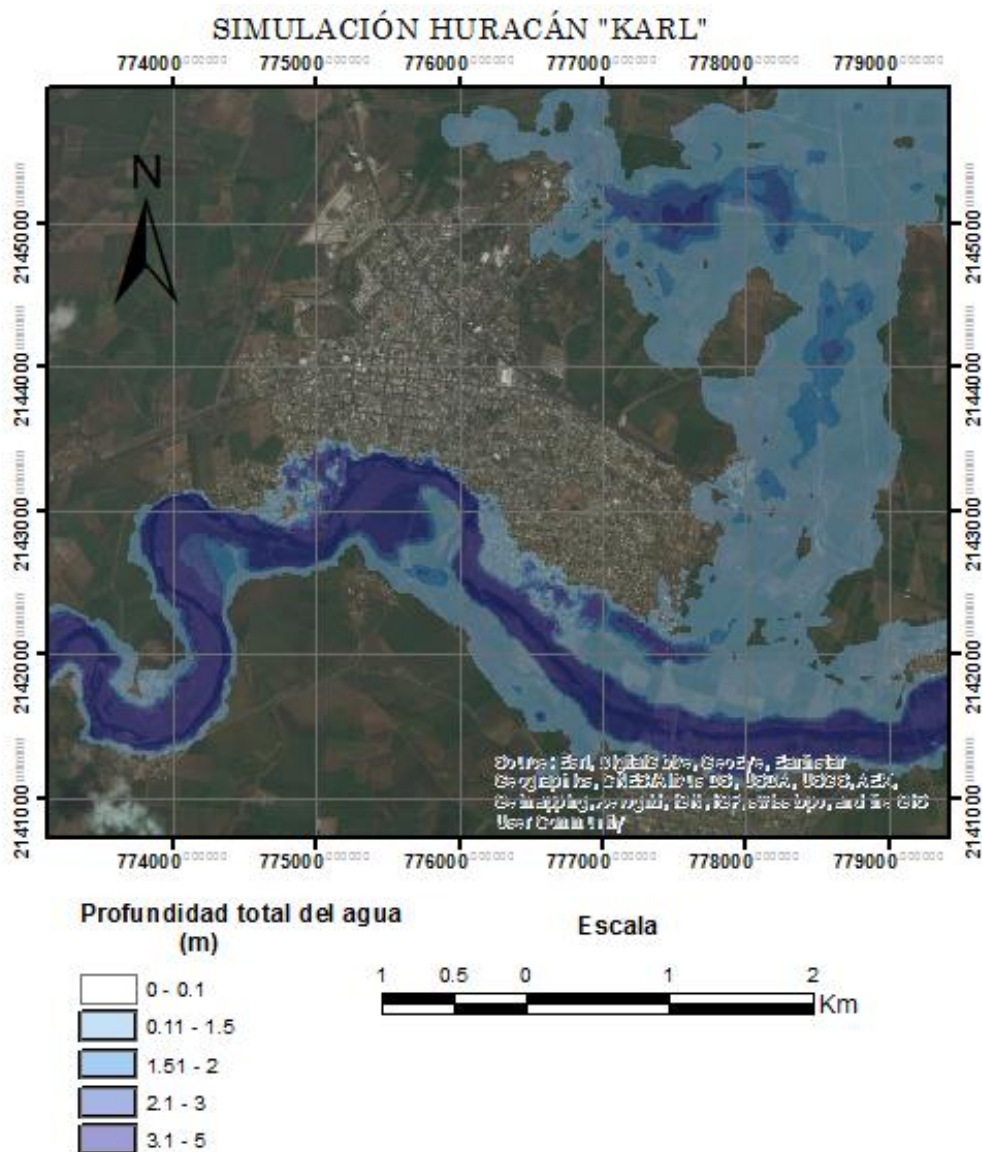 SIMULACIÓN HURACÁN "KARL"
774000 775000 776000 777000 778000 779000
N
2145000 2145000
2144000 2144000
2143000 2143000
2142000 2142000
2141000 2141000
User Community
774000 775000 776000 777000 778000 779000
Profundidad total del agua
(m)
0 - 0.1
0.11 - 1.5
1.51 - 2
2.1 - 3
3.1 - 5
Escala
1 0.5 0 1 2
Km